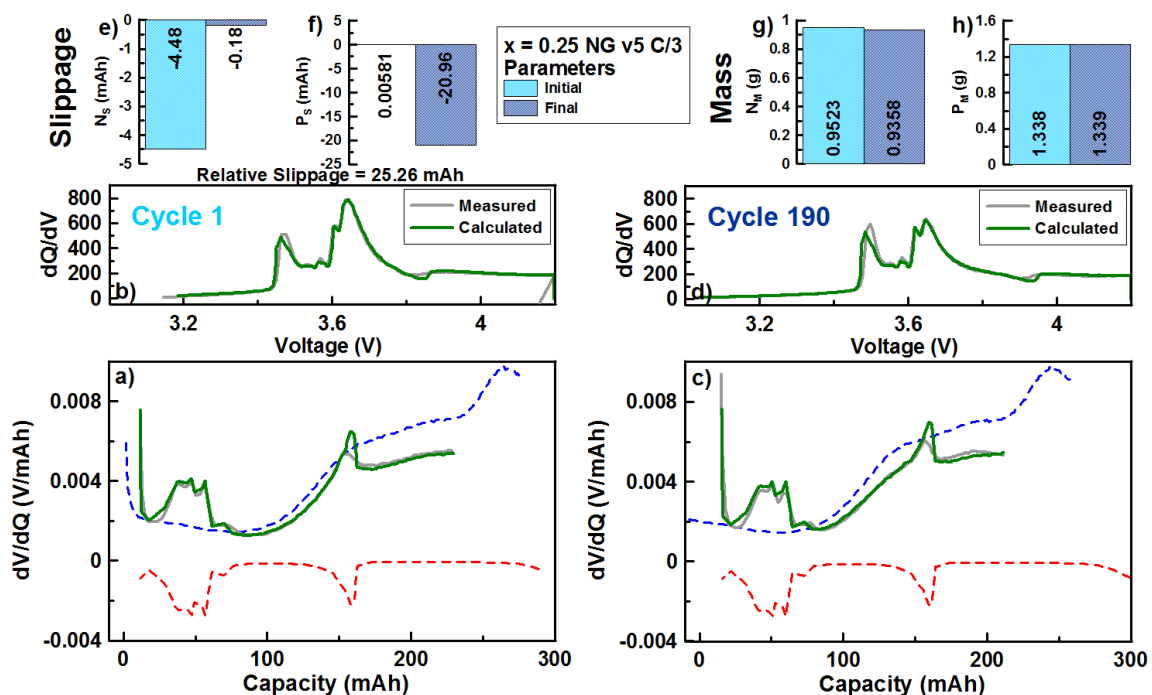 Slippage
e)
N_S (mAh)
0
-1
-2
-3
-4
-5
-4.48
-0.18
f)
P_S (mAh)
5
0
-5
-10
-15
-20
-25
0.00581
-20.96
Relative Slippage = 25.26 mAh
x = 0.25 NG v5 C/3
Parameters
Initial
Final
Mass
g)
N_M (g)
1
0.8
0.6
0.4
0.2
0
0.9523
0.9358
h)
P_M (g)
1.6
1.2
0.8
0.4
0
1.338
1.339
dQ/dV
800
600
400
200
0
Cycle 1
Measured
Calculated
b)
3.2
3.6
4
Voltage (V)
dQ/dV
800
600
400
200
0
Cycle 190
Measured
Calculated
d)
3.2
3.6
4
Voltage (V)
a)
dV/dQ (V/mAh)
0.008
0.004
0
-0.004
0
100
200
300
Capacity (mAh)
c)
dV/dQ (V/mAh)
0.008
0.004
0
-0.004
0
100
200
300
Capacity (mAh)